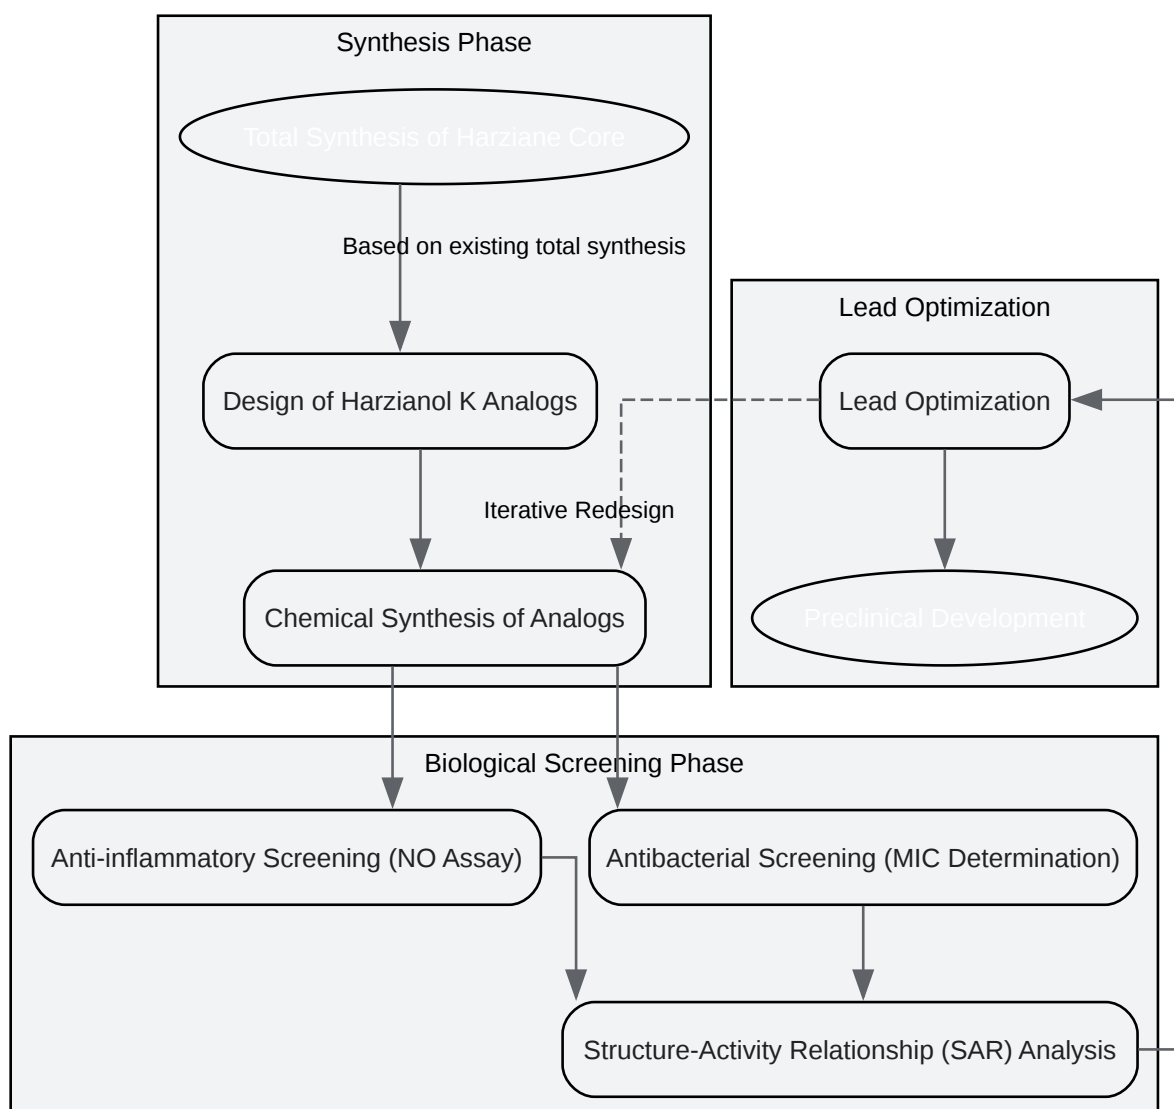 Synthesis Phase
Total Synthesis of Harziane Core
Based on existing total synthesis
Lead Optimization
Design of Harzianol K Analogs
Lead Optimization
Iterative Redesign
Chemical Synthesis of Analogs
Preclinical Development
Biological Screening Phase
Anti-inflammatory Screening (NO Assay)
Antibacterial Screening (MIC Determination)
Structure-Activity Relationship (SAR) Analysis